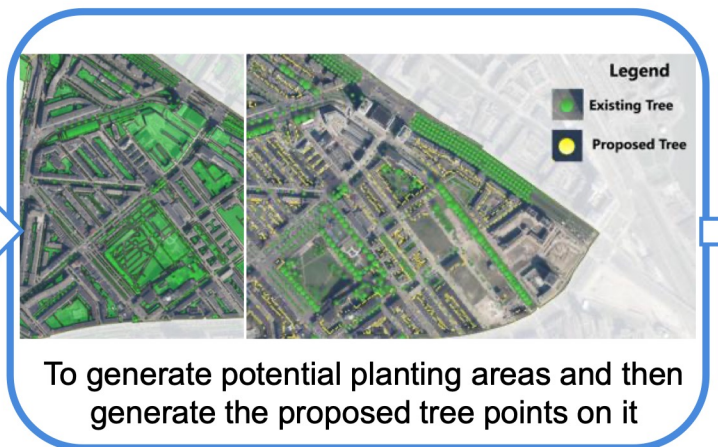 Legend
Existing Tree
Proposed Tree
To generate potential planting areas and then
generate the proposed tree points on it